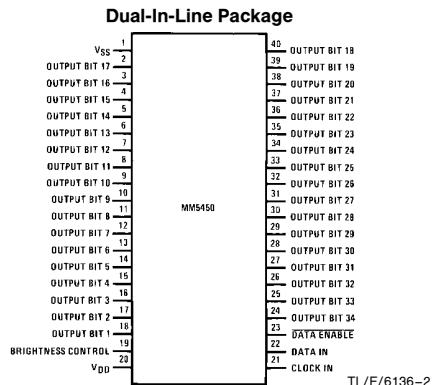 Dual-In-Line Package
1
VSS
2
OUTPUT BIT 17
3
OUTPUT BIT 16
4
OUTPUT BIT 15
5
OUTPUT BIT 14
6
OUTPUT BIT 13
7
OUTPUT BIT 12
8
OUTPUT BIT 11
9
OUTPUT BIT 10
10
OUTPUT BIT 9
11
OUTPUT BIT 8
12
OUTPUT BIT 7
13
OUTPUT BIT 6
14
OUTPUT BIT 5
15
OUTPUT BIT 4
16
OUTPUT BIT 3
17
OUTPUT BIT 2
18
OUTPUT BIT 1
19
BRIGHTNESS CONTROL
20
VDD
MM5450
40
OUTPUT BIT 18
39
OUTPUT BIT 19
38
OUTPUT BIT 20
37
OUTPUT BIT 21
36
OUTPUT BIT 22
35
OUTPUT BIT 23
34
OUTPUT BIT 24
33
OUTPUT BIT 25
32
OUTPUT BIT 26
31
OUTPUT BIT 27
30
OUTPUT BIT 28
29
OUTPUT BIT 29
28
OUTPUT BIT 30
27
OUTPUT BIT 31
26
OUTPUT BIT 32
25
OUTPUT BIT 33
24
OUTPUT BIT 34
23
DATA ENABLE
22
DATA IN
21
CLOCK IN
TL/F/6136-2